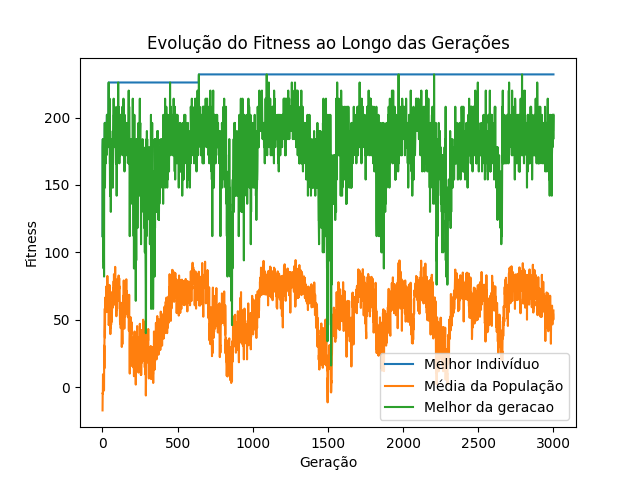 Evolução do Fitness ao Longo das Gerações
Fitness
200
150
100
50
0
0 500 1000 1500 2000 2500 3000
Geração
Melhor Indivíduo
Média da População
Melhor da geracao